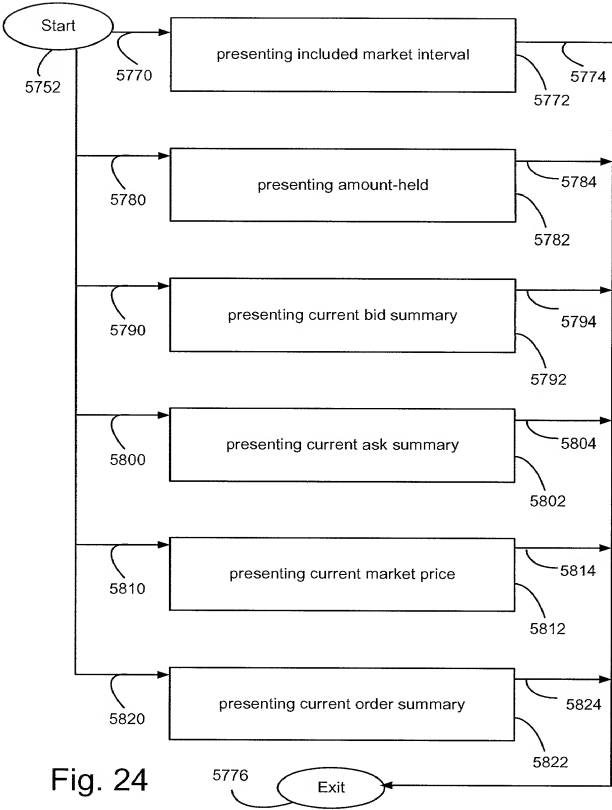 Start
5752
5770
presenting included market interval
5772
5774
5780
presenting amount-held
5782
5784
5790
presenting current bid summary
5792
5794
5800
presenting current ask summary
5802
5804
5810
presenting current market price
5812
5814
5820
presenting current order summary
5822
5824
Fig. 24
5776
Exit